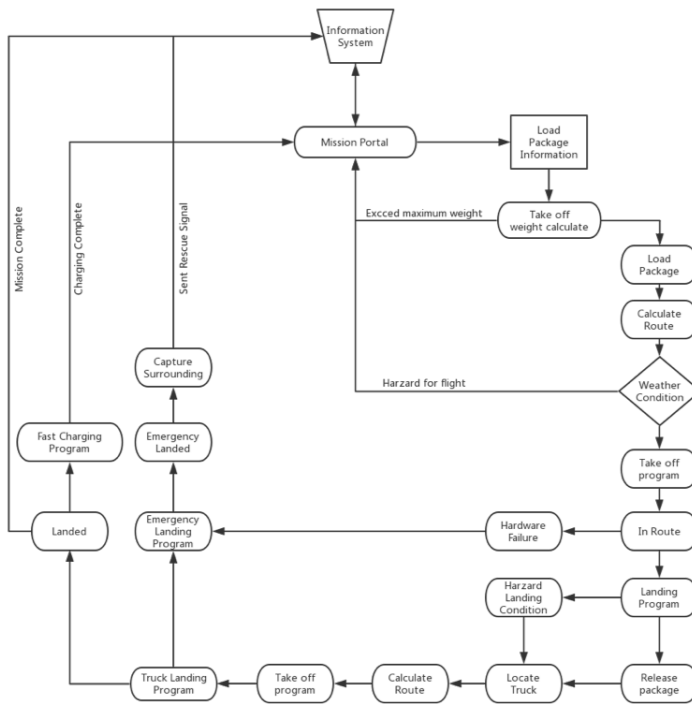 Information
System
Mission Portal
Load
Package
Information
Excced maximum weight
Take off
weight calculate
Load
Package
Calculate
Route
Weather
Condition
Harzard for flight
Mission Complete
Charging Complete
Sent Rescue Signal
Capture
Surrounding
Fast Charging
Program
Emergency
Landed
Take off
program
Landed
Emergency
Landing
Program
Hardware
Failure
In Route
Harzard
Landing
Condition
Landing
Program
Truck Landing
Program
Take off
program
Calculate
Route
Locate
Truck
Release
package